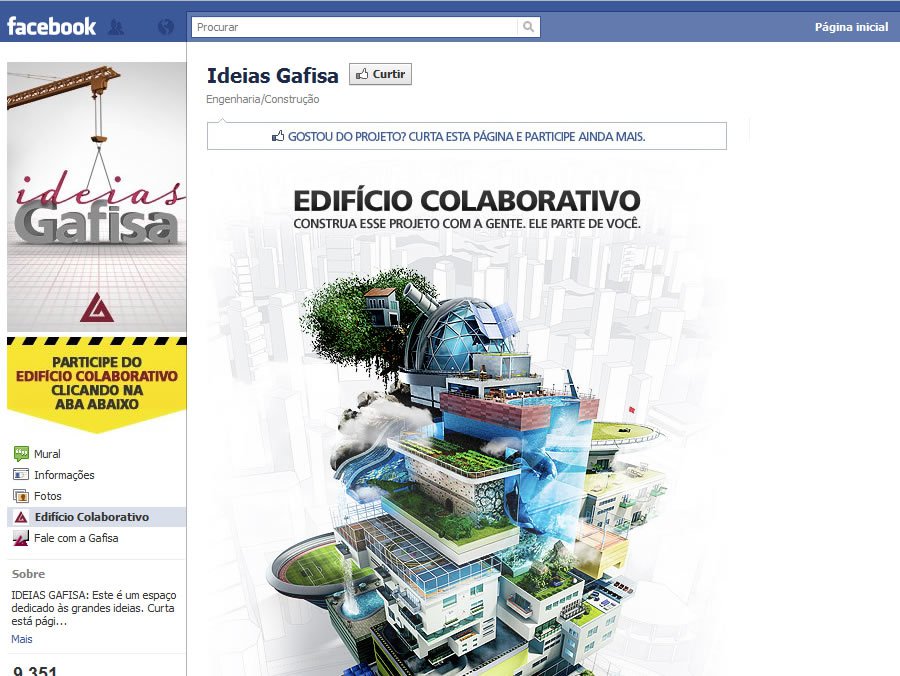 facebook
Procurar
Página inicial
ideias
Gafisa
PARTICIPE DO
EDIFÍCIO COLABORATIVO
CLICANDO NA
ABA ABAIXO
Mural
Informações
Fotos
Edifício Colaborativo
Fale com a Gafisa
Sobre
IDEIAS GAFISA: Este é um espaço
dedicado às grandes ideias. Curta
está pági...
Mais
9.351
Ideias Gafisa
Curtir
Engenharia/Construção
GOSTOU DO PROJETO? CURTA ESTA PÁGINA E PARTICIPE AINDA MAIS.
EDIFÍCIO COLABORATIVO
CONSTRUA ESSE PROJETO COM A GENTE. ELE PARTE DE VOCÊ.